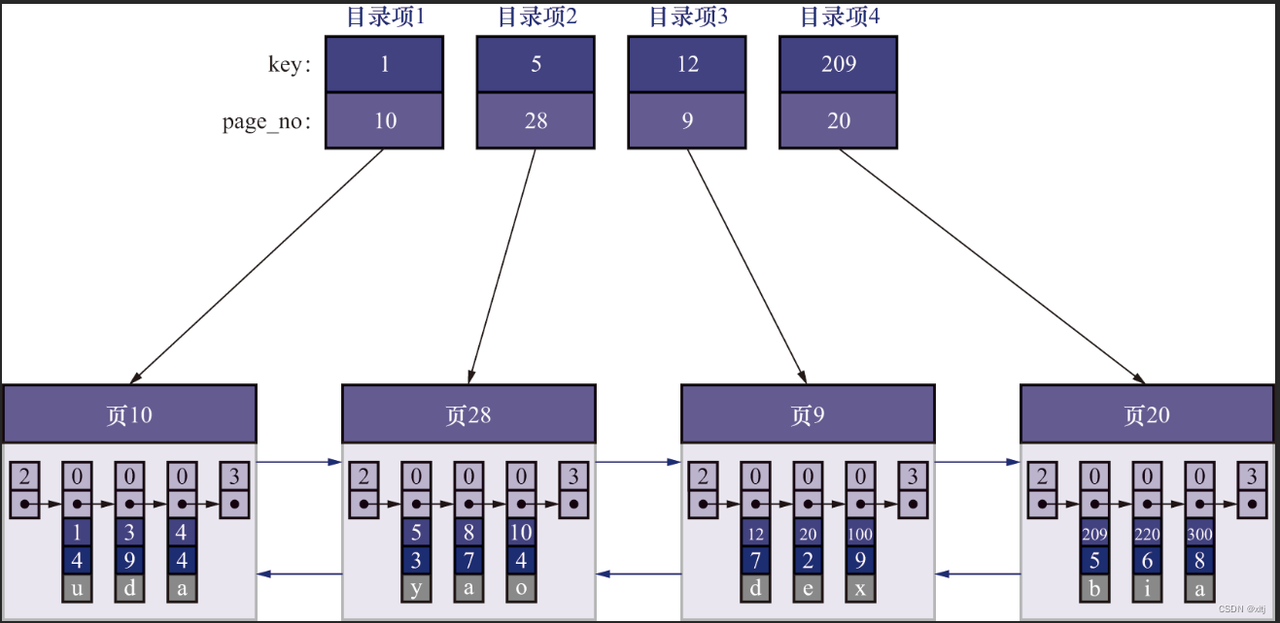 目录项1 目录项2 目录项3 目录项4
key: 1 5 12 209
page_no: 10 28 9 20
页10 页28 页9 页20
2 0 0 0 3 2 0 0 0 3 2 0 0 0 3 2 0 0 0 3
1 3 4 5 8 10 12 20 100 209 220 300
4 9 4 3 7 4 7 2 9 5 6 8
u d a y a o d e x b i a
CSDN @xltj